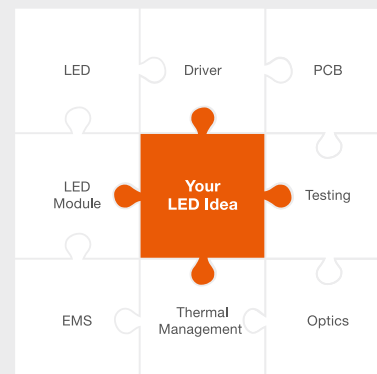 LED
Driver
PCB
LED
Module
Your
LED Idea
Testing
EMS
Thermal
Management
Optics